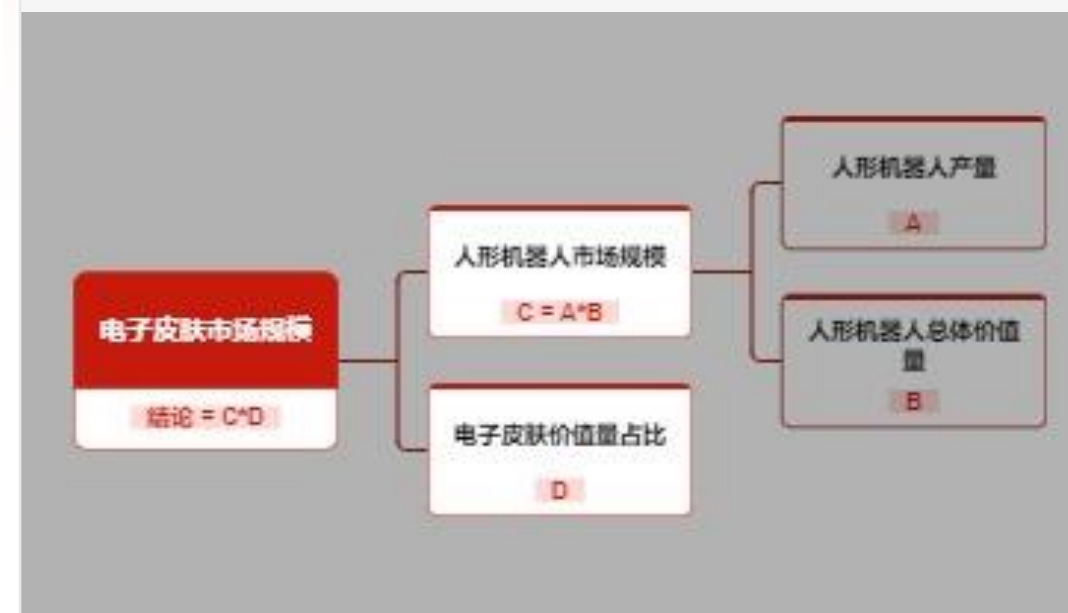 电子皮肤市场规模
结论 = C*D
人形机器人市场规模
C = A*B
电子皮肤价值量占比
D
人形机器人产量
A
人形机器人总体价值
量
B